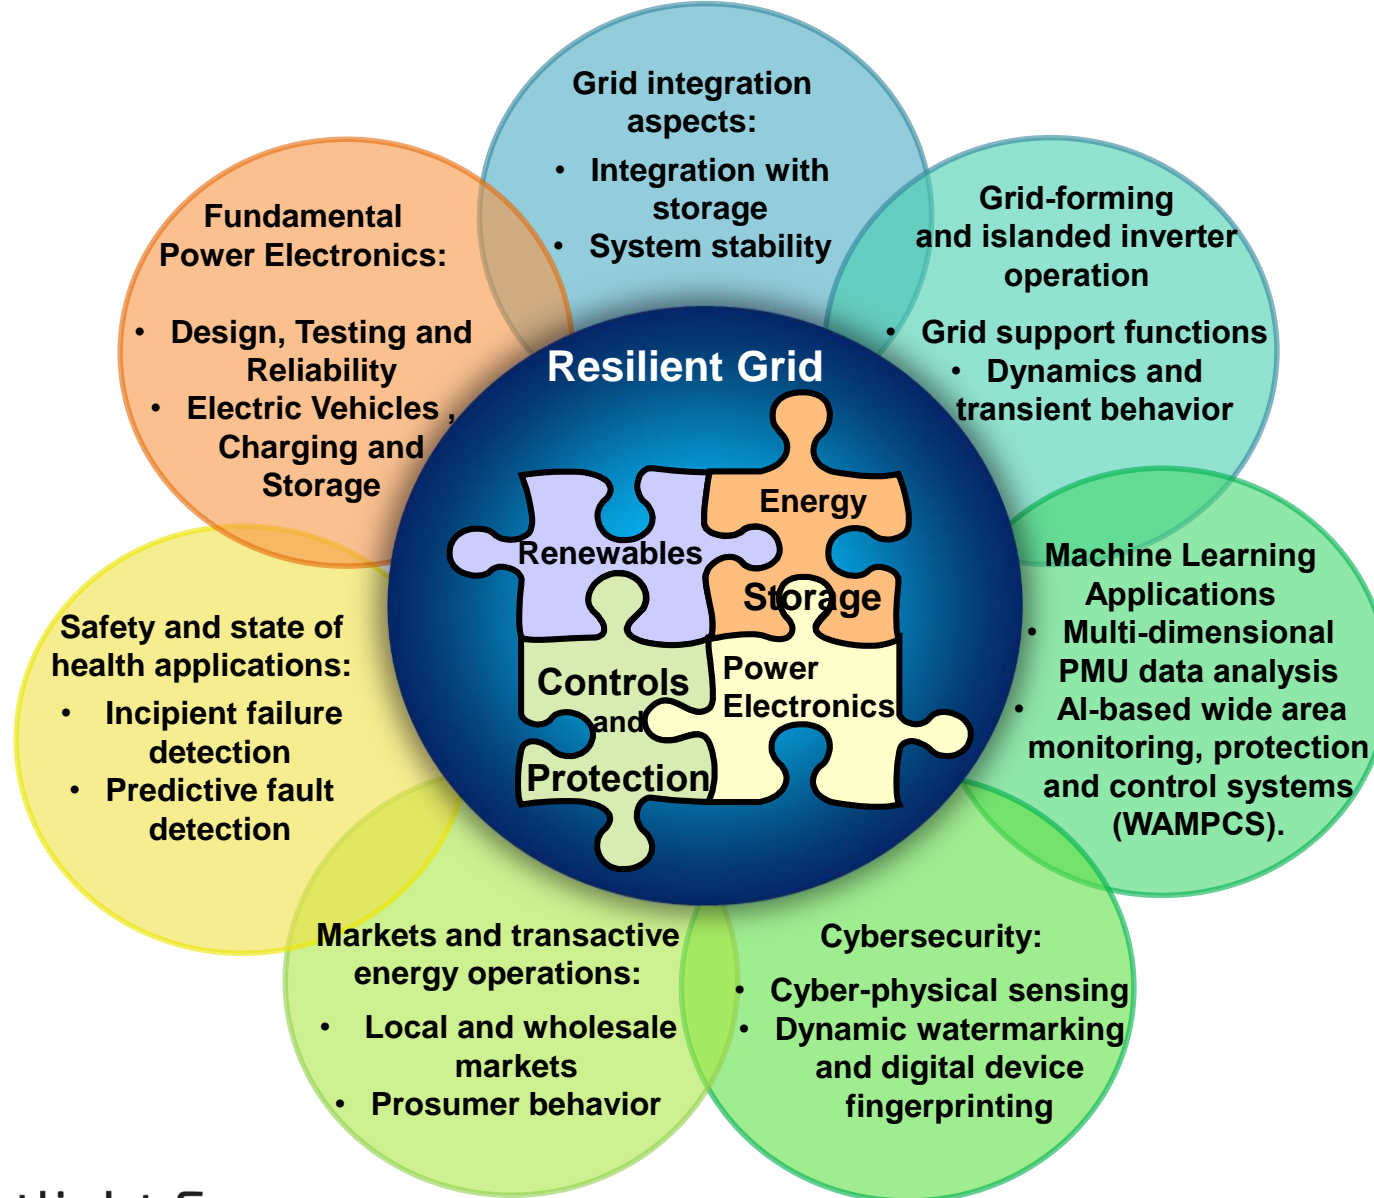 Grid integration
aspects:
• Integration with
storage
• System stability
Grid-forming
and islanded inverter
operation
• Grid support functions
• Dynamics and
transient behavior
Fundamental
Power Electronics:
• Design, Testing and
Reliability
• Electric Vehicles ,
Charging and
Storage
Resilient Grid
Energy
Storage
Renewables
Controls
and
Protection
Power
Electronics
Machine Learning
Applications
• Multi-dimensional
PMU data analysis
• AI-based wide area
monitoring, protection
and control systems
(WAMPCS).
Safety and state of
health applications:
• Incipient failure
detection
• Predictive fault
detection
Markets and transactive
energy operations:
• Local and wholesale
markets
• Prosumer behavior
Cybersecurity:
• Cyber-physical sensing
• Dynamic watermarking
and digital device
fingerprinting